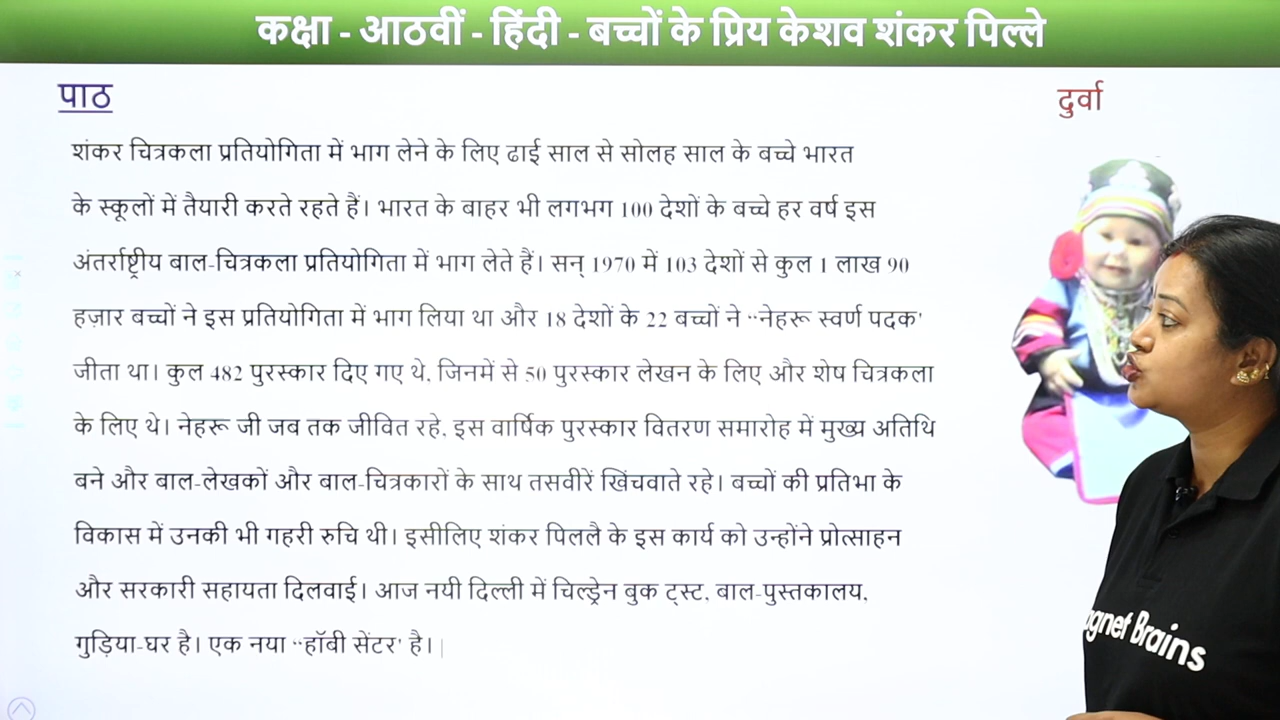 कक्षा - आठवीं - हिंदी - बच्चों के प्रिय केशव शंकर पिल्ले
पाठ
दुर्वा
शंकर चित्रकला प्रतियोगिता में भाग लेने के लिए ढाई साल से सोलह साल के बच्चे भारत
के स्कूलों में तैयारी करते रहते हैं। भारत के बाहर भी लगभग 100 देशों के बच्चे हर वर्ष इस
अंतर्राष्ट्रीय बाल-चित्रकला प्रतियोगिता में भाग लेते हैं। सन् 1970 में 103 देशों से कुल 1 लाख 90
हज़ार बच्चों ने इस प्रतियोगिता में भाग लिया था और 18 देशों के 22 बच्चों ने “नेहरू स्वर्ण पदक'
जीता था। कुल 482 पुरस्कार दिए गए थे, जिनमें से 50 पुरस्कार लेखन के लिए और शेष चित्रकला
के लिए थे। नेहरू जी जब तक जीवित रहे, इस वार्षिक पुरस्कार वितरण समारोह में मुख्य अतिथि
बने और बाल-लेखकों और बाल-चित्रकारों के साथ तसवीरें खिंचवाते रहे। बच्चों की प्रतिभा के
विकास में उनकी भी गहरी रुचि थी। इसीलिए शंकर पिललै के इस कार्य को उन्होंने प्रोत्साहन
और सरकारी सहायता दिलवाई। आज नयी दिल्ली में चिल्ड्रेन बुक ट्स्ट, बाल-पुस्तकालय,
गुड़िया-घर है। एक नया “हॉबी सेंटर' है।
agnet Brains